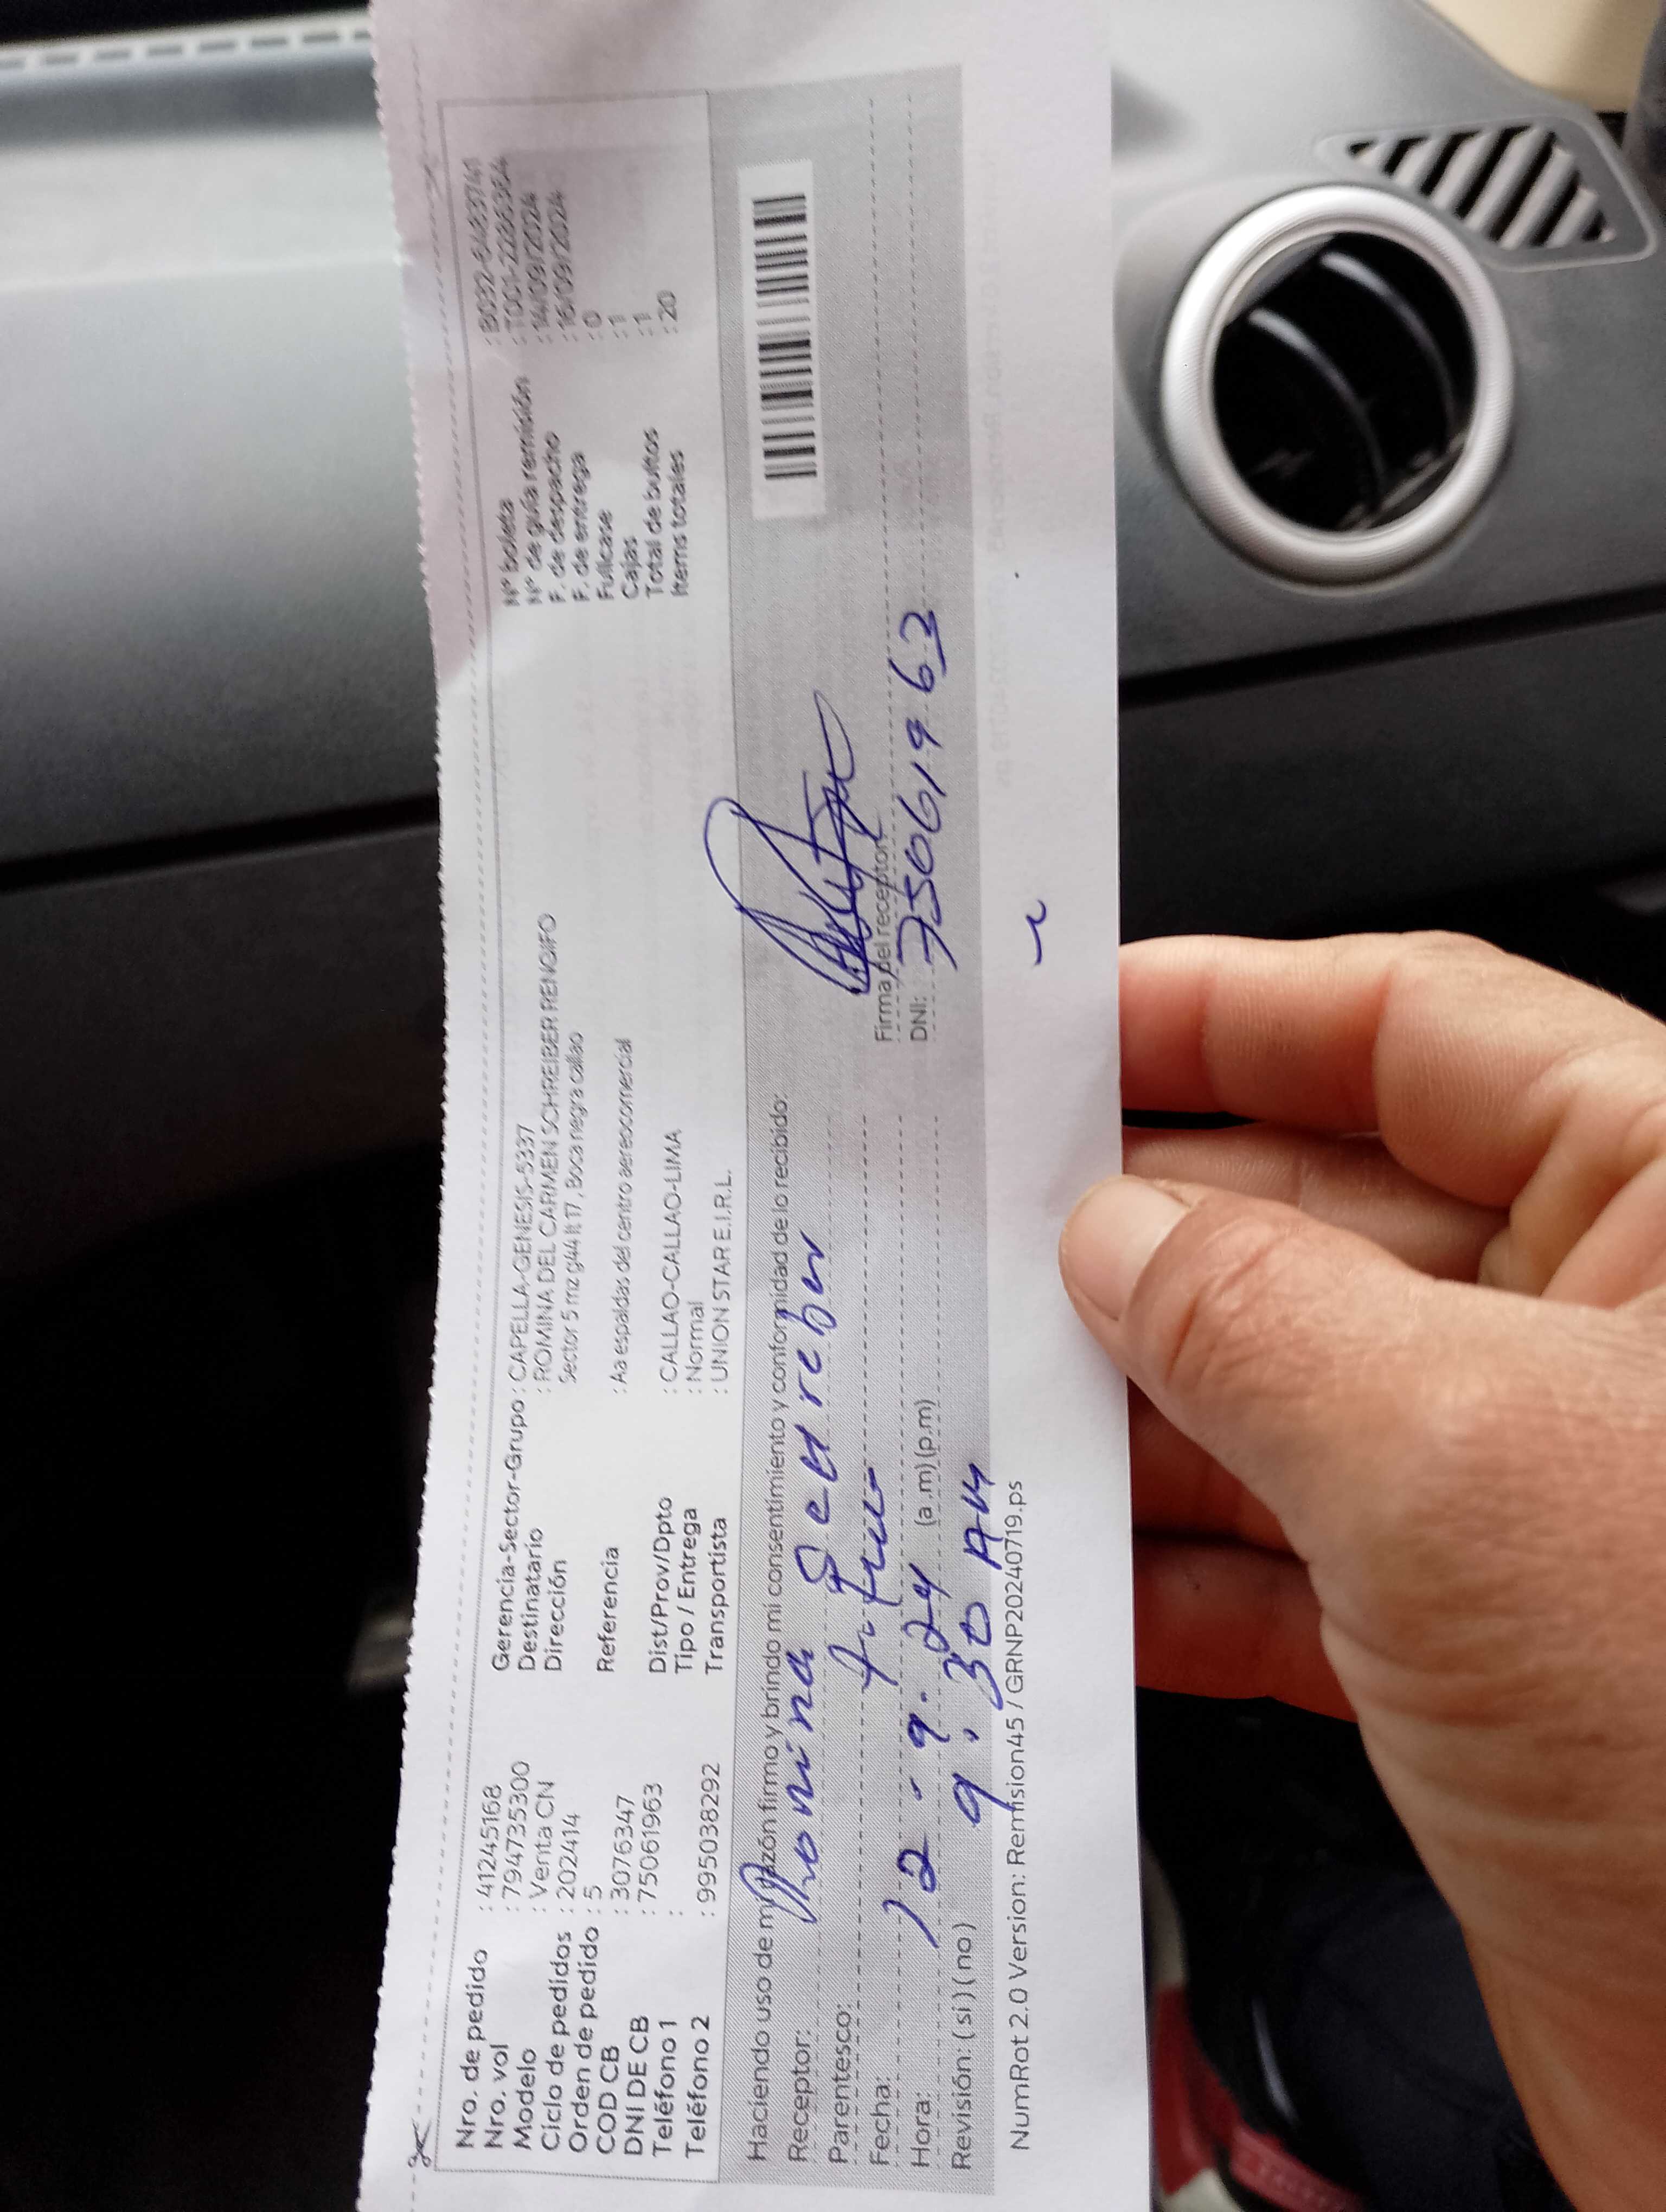 Nro. de pedido : 41245168
Nro. vol : 794735300
Modelo : Venta CN
Ciclo de pedidos : 202414
Orden de pedido : 5
COD CB : 3076347
DNI DE CB : 75061963
Teléfono 1 :
Teléfono 2 : 995038292
Gerencia-Sector-Grupo : CAPELLA-GENESIS-5337
Destinatario : ROMINA DEL CARMEN SCHREIBER RENGIFO
Dirección Sector 5 mz g44 lt 17, Boca negra callao
Referencia : Aa espaldas del centro aereocomercial
Dist/Prov/Dpto : CALLAO-CALLAO-LIMA
Tipo / Entrega : Normal
Transportista : UNION STAR E.I.R.L.
N° boleta : B032-6483741
N° de guía remisión : T001-2286364
F. de despacho : 14/09/2024
F. de entrega : 16/09/2024
Fullcase : 0
Cajas : 1
Total de bultos : 1
Items totales : 20
Haciendo uso de mi razón firmo y brindo mi consentimiento y conformidad de lo recibido:
Receptor: Romina
Parentesco:
Fecha: 12-9.24
Hora: 9:30 AM (a.m) (p.m)
Revisión: (si) (no)
Firma del receptor
DNI: 75061963
NumRot 2.0 Version: Remision45 / GRNP20240719.ps